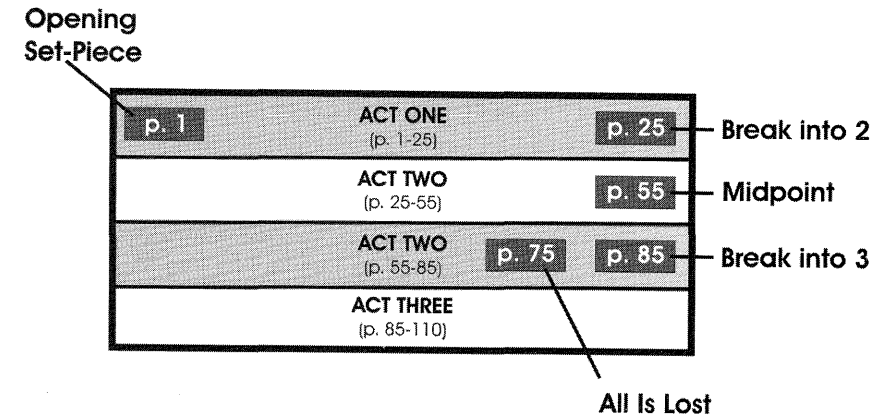 Opening
Set-Piece
p. 1
ACT ONE
(p. 1-25)
p. 25
Break into 2
ACT TWO
(p. 25-55)
p. 55
Midpoint
ACT TWO
(p. 55-85)
p. 75
p. 85
Break into 3
ACT THREE
(p. 85-110)
All Is Lost